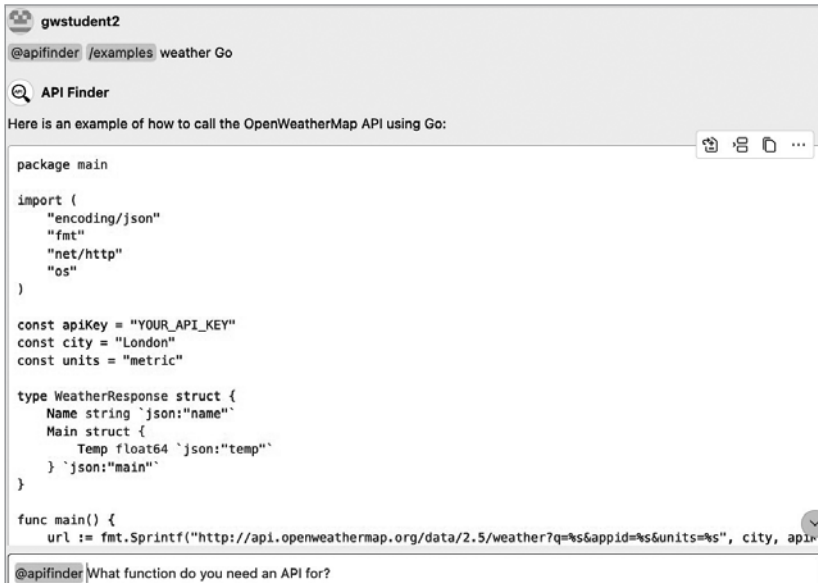 gwstudent2
@apifinder /examples weather Go
API Finder
Here is an example of how to call the OpenWeatherMap API using Go:
package main
import (
"encoding/json"
"fmt"
"net/http"
"os"
)
const apiKey = "YOUR_API_KEY"
const city = "London"
const units = "metric"
type WeatherResponse struct {
Name string `json:"name"`
Main struct {
Temp float64 `json:"temp"`
} `json:"main"`
}
func main() {
url := fmt.Sprintf("http://api.openweathermap.org/data/2.5/weather?q=%s&appid=%s&units=%s", city, apiK
@apifinder What function do you need an API for?